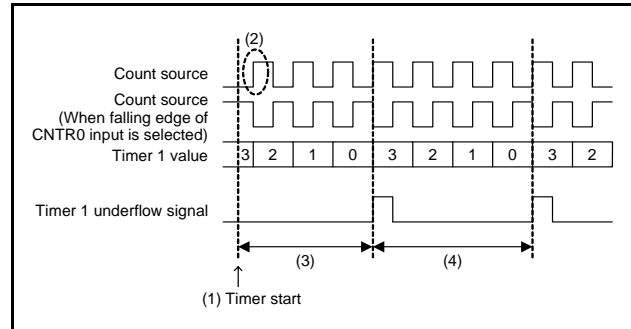 (2)
Count source
Count source
(When falling edge of
CNTR0 input is selected)
Timer 1 value
3 2 1 0 3 2 1 0 3 2
Timer 1 underflow signal
(3) (4)
(1) Timer start